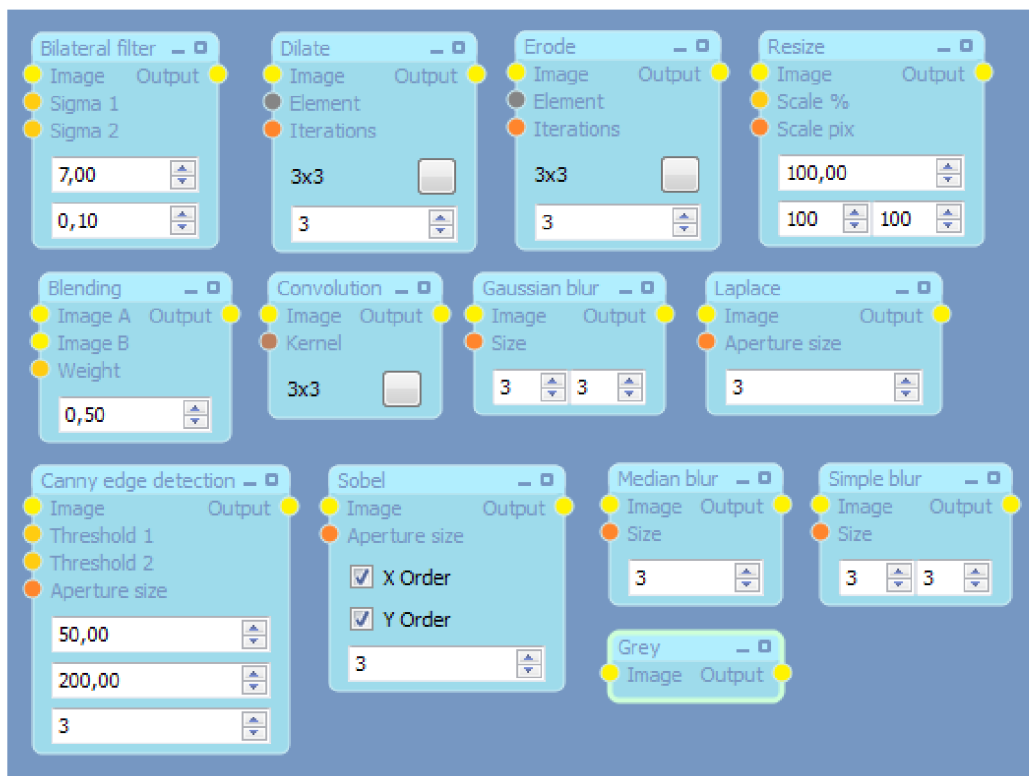 Bilateral filter
Image Output
Sigma 1
Sigma 2
7,00
0,10
Dilate
Image Output
Element
Iterations
3x3
3
Erode
Image Output
Element
Iterations
3x3
3
Resize
Image Output
Scale %
Scale pix
100,00
100 100
Blending
Image A Output
Image B
Weight
0,50
Convolution
Image Output
Kernel
3x3
Gaussian blur
Image Output
Size
3 3
Laplace
Image Output
Aperture size
3
Canny edge detection
Image Output
Threshold 1
Threshold 2
Aperture size
50,00
200,00
3
Sobel
Image Output
Aperture size
X Order
Y Order
3
Median blur
Image Output
Size
3
Simple blur
Image Output
Size
3 3
Grey
Image Output